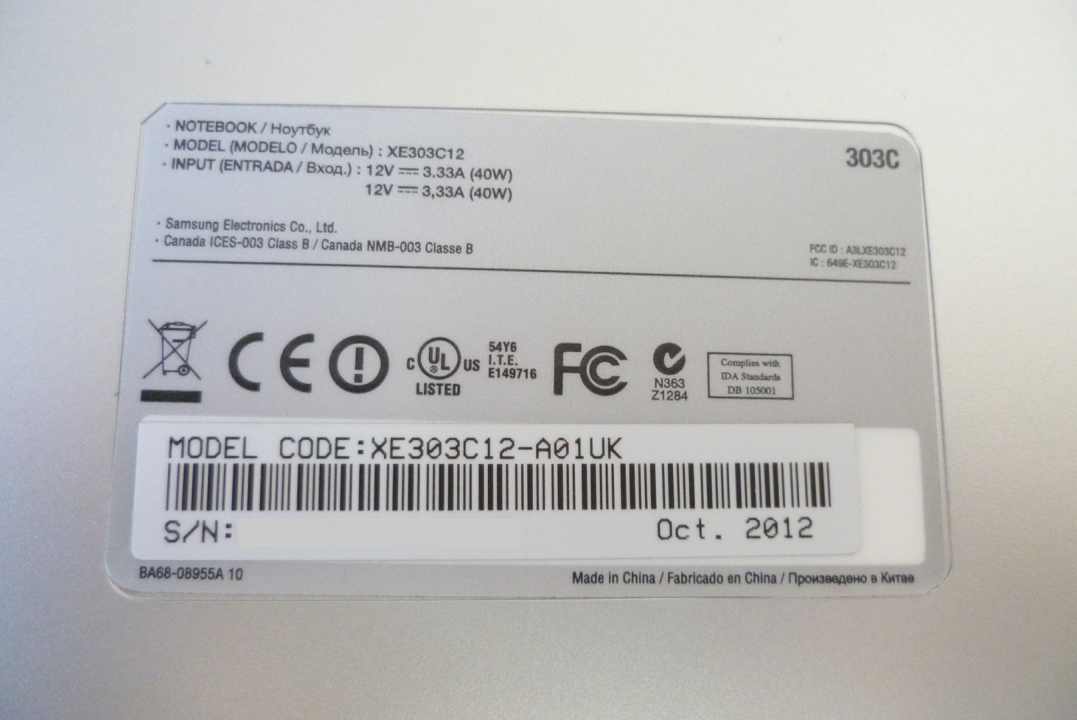 · NOTEBOOK / Ноутбук
· MODEL (MODELO / Модель) : XE303C12
303C
· INPUT (ENTRADA / Вход.) : 12V ⎓ 3,33A (40W)
12V ⎓ 3,33A (40W)
· Samsung Electronics Co., Ltd.
· Canada ICES-003 Class B / Canada NMB-003 Classe B
FCC ID : A3LXE303C12
IC : 649E-XE303C12
CE
C UL ® US LISTED
54Y6
I.T.E.
E149716
FC
N363
Z1284
Complies with
IDA Standards
DB 105001
MODEL CODE:XE303C12-A01UK
S/N:
Oct. 2012
BA68-08955A 10
Made in China / Fabricado en China / Произведено в Китае